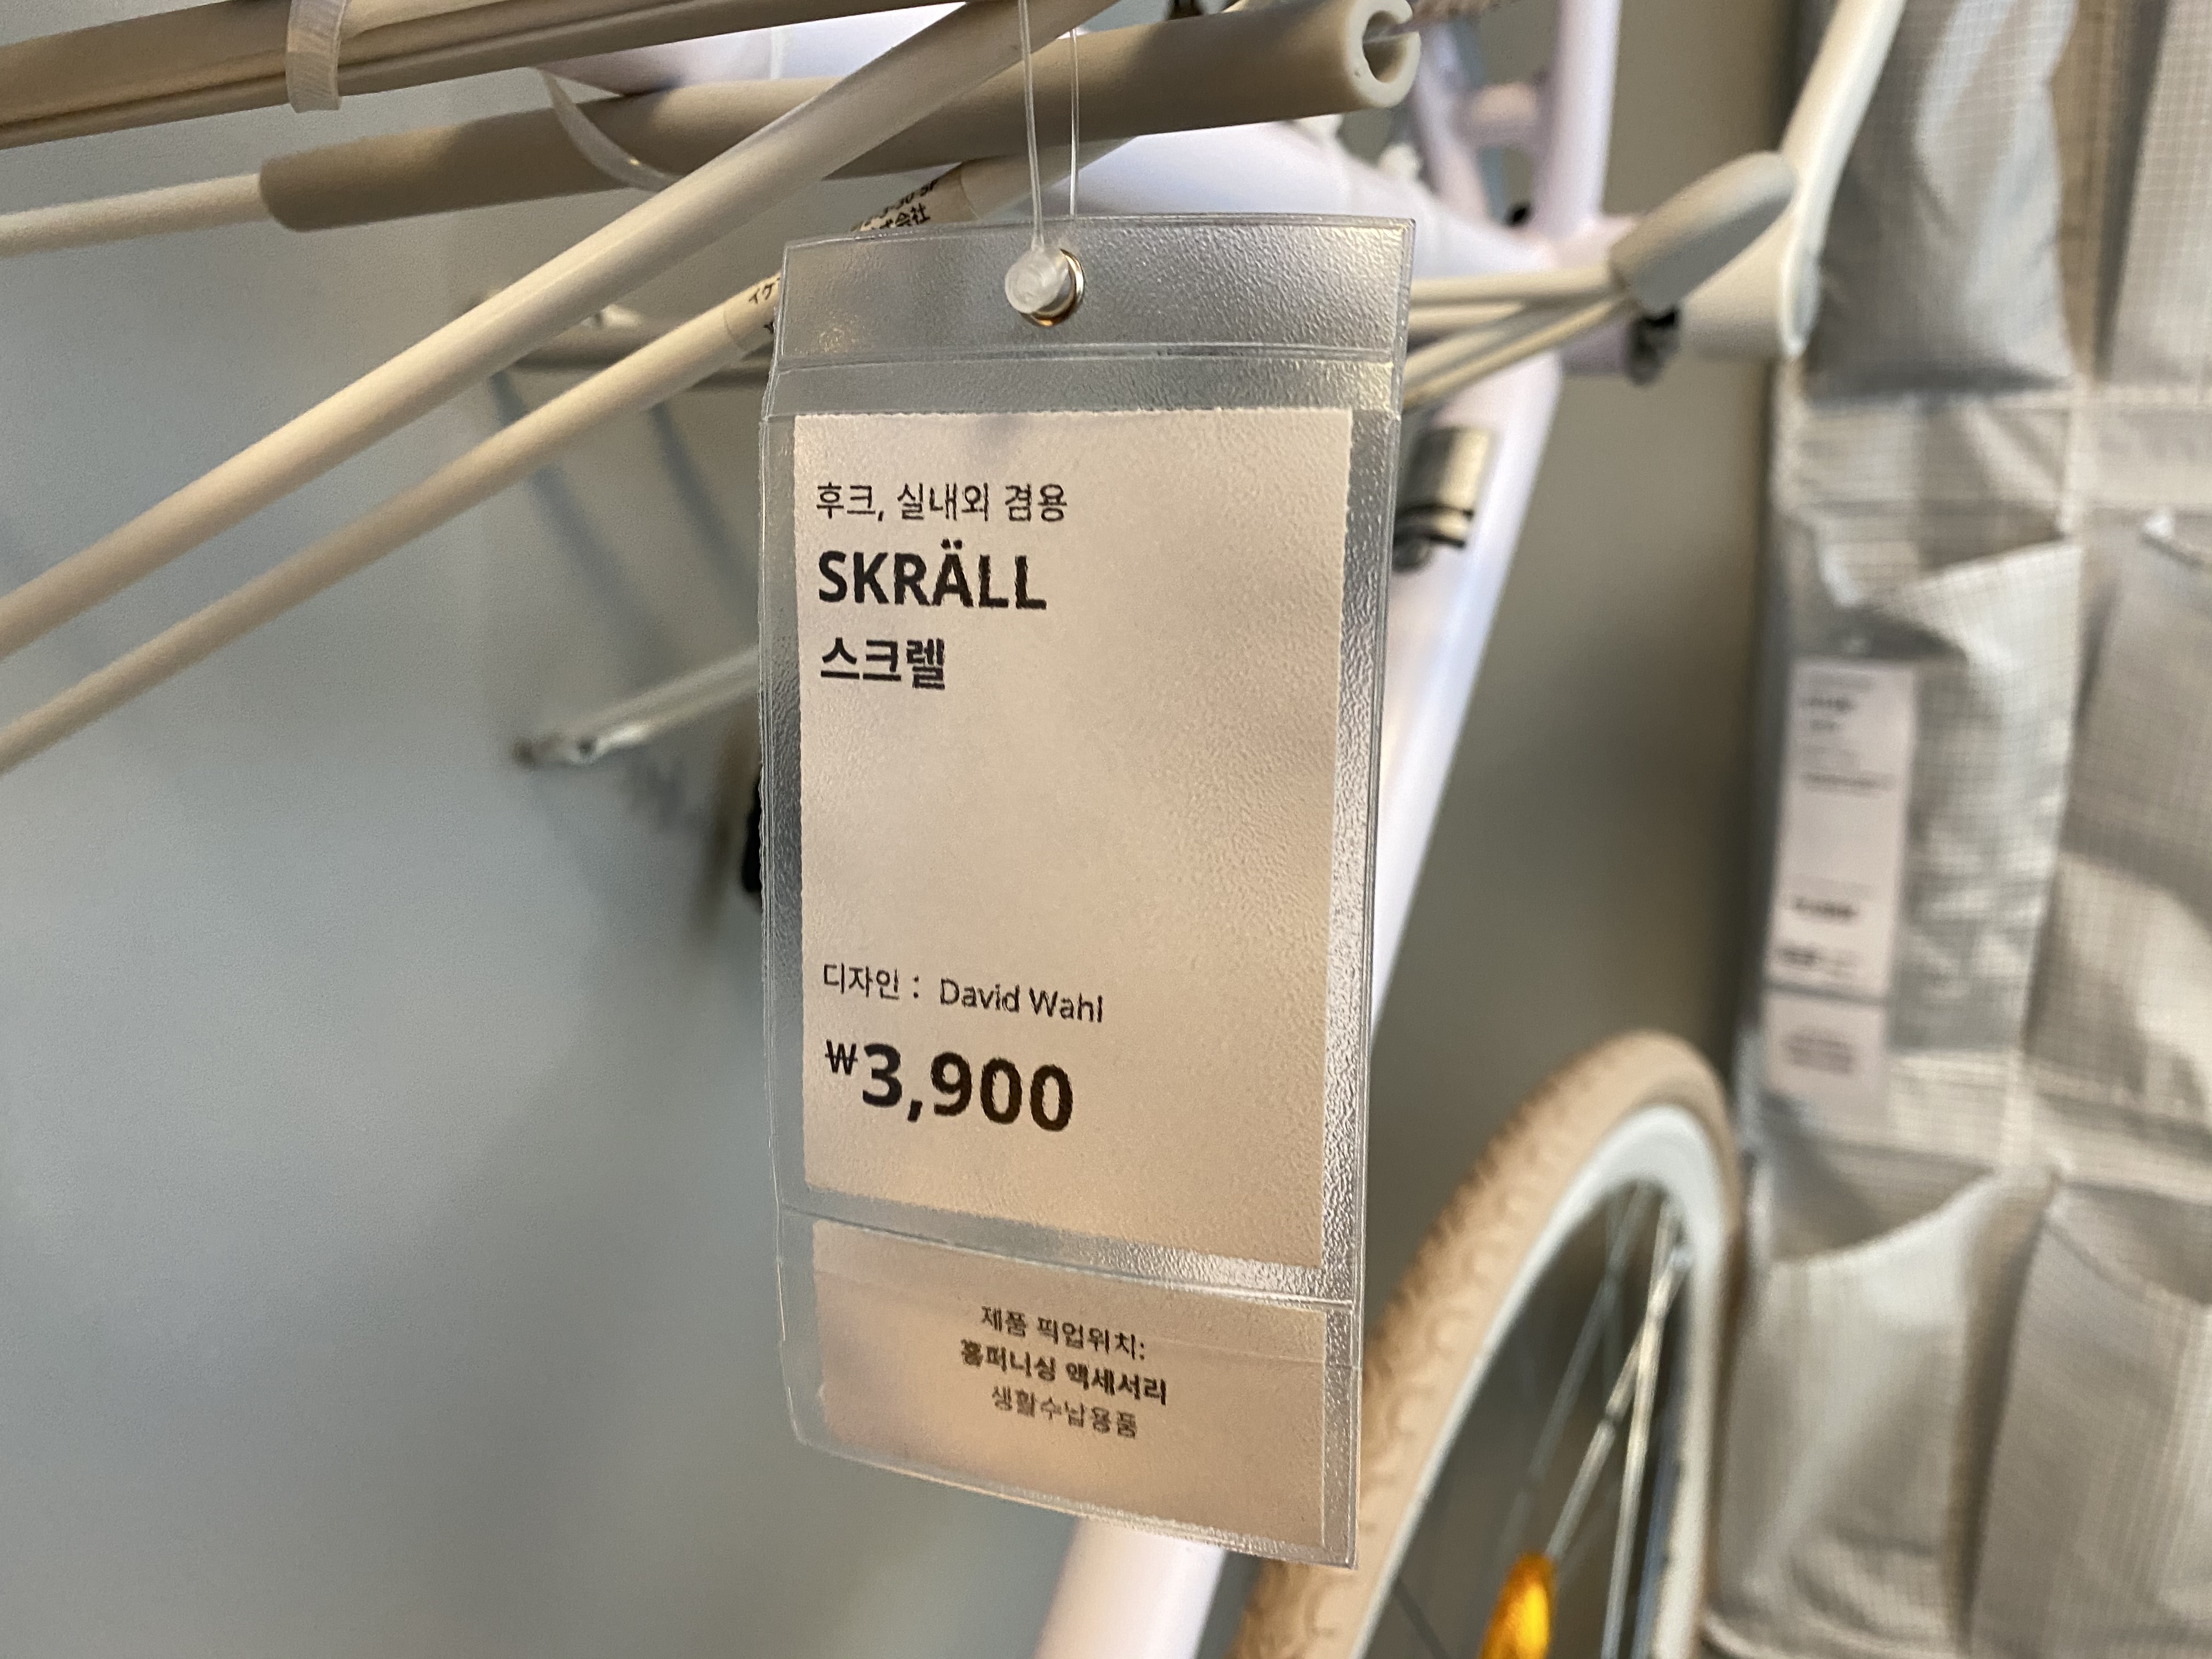 후크, 실내외 겸용
SKRÄLL
스크렐
디자인 : David Wahl
₩3,900
제품 픽업위치:
홈퍼니싱 액세서리
생활수납용품